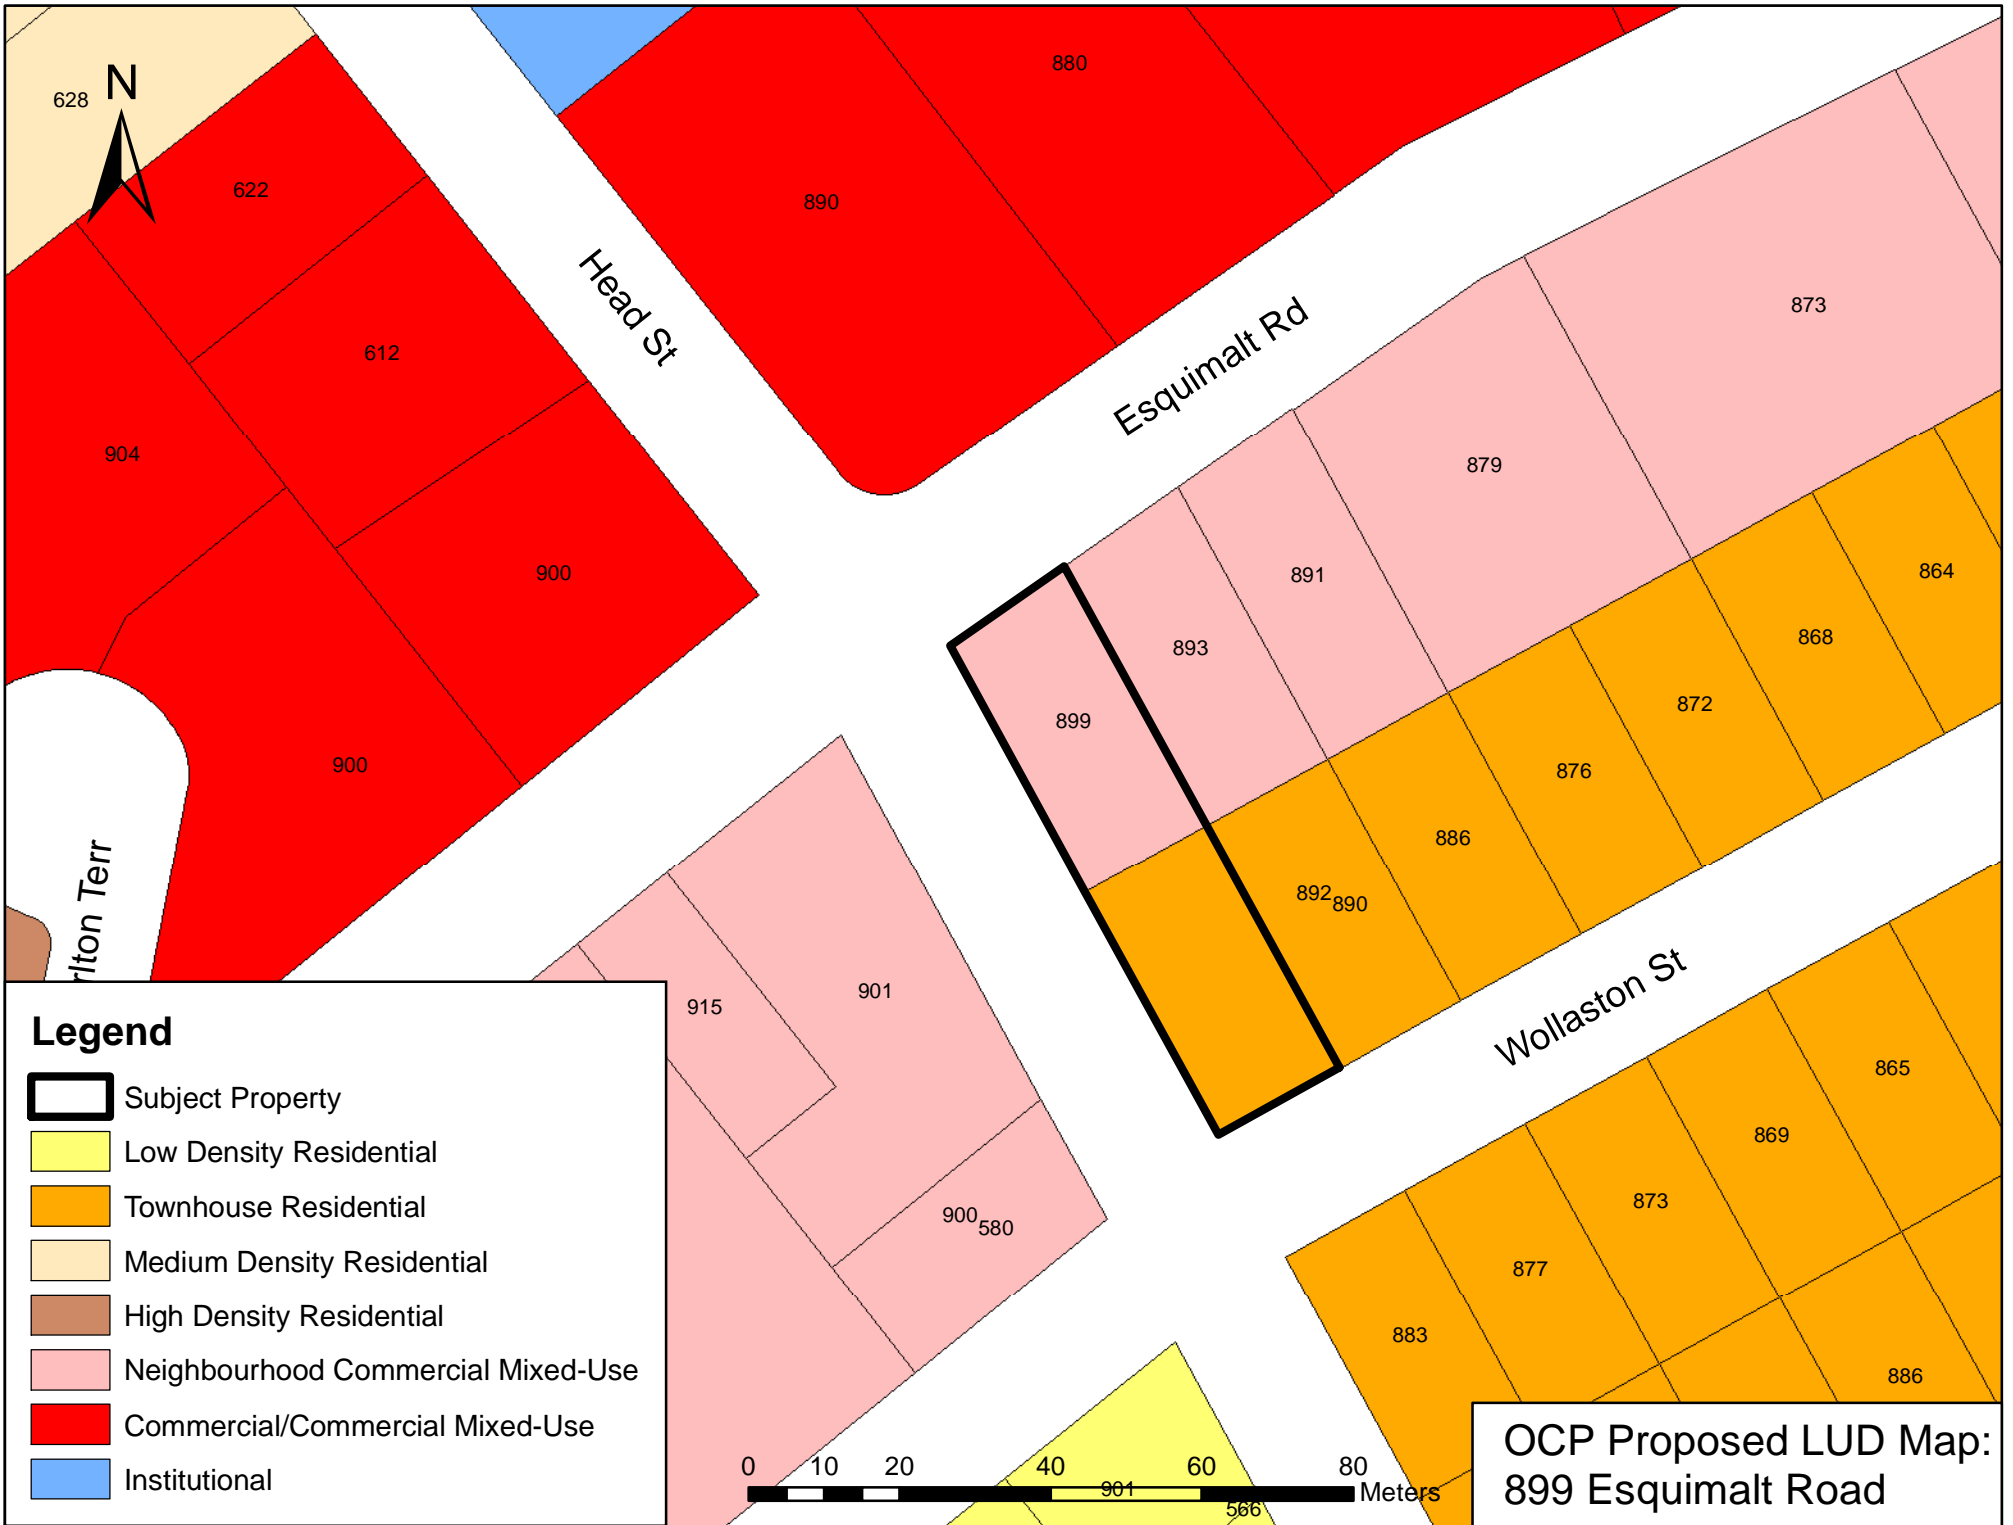 N
628
622
880
890
612
904
900
900
Head St
Esquimalt Rd
873
879
891
893
899
864
868
872
876
886
892
890
Wollaston St
rlton Terr
915
901
900
580
865
869
873
877
883
886
901
566
Legend
Subject Property
Low Density Residential
Townhouse Residential
Medium Density Residential
High Density Residential
Neighbourhood Commercial Mixed-Use
Commercial/Commercial Mixed-Use
Institutional
0 10 20 40 60 80
Meters
OCP Proposed LUD Map:
899 Esquimalt Road